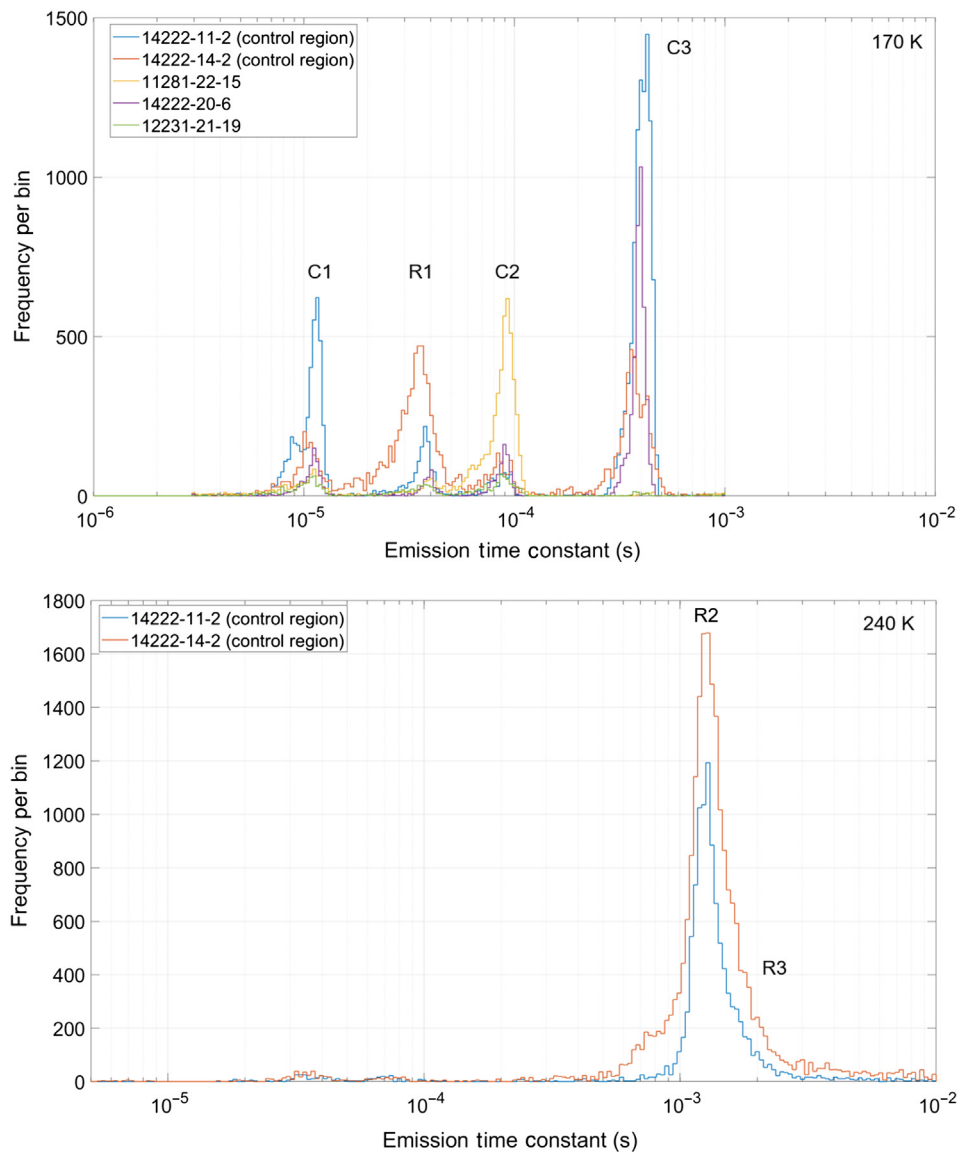 1500
1000
500
0
Frequency per bin
14222-11-2 (control region)
14222-14-2 (control region)
11281-22-15
14222-20-6
12231-21-19
170 K
C1
R1
C2
C3
10⁻⁶
10⁻⁵
10⁻⁴
10⁻³
10⁻²
Emission time constant (s)
1800
1600
1400
1200
1000
800
600
400
200
0
Frequency per bin
14222-11-2 (control region)
14222-14-2 (control region)
240 K
R2
R3
10⁻⁵
10⁻⁴
10⁻³
10⁻²
Emission time constant (s)